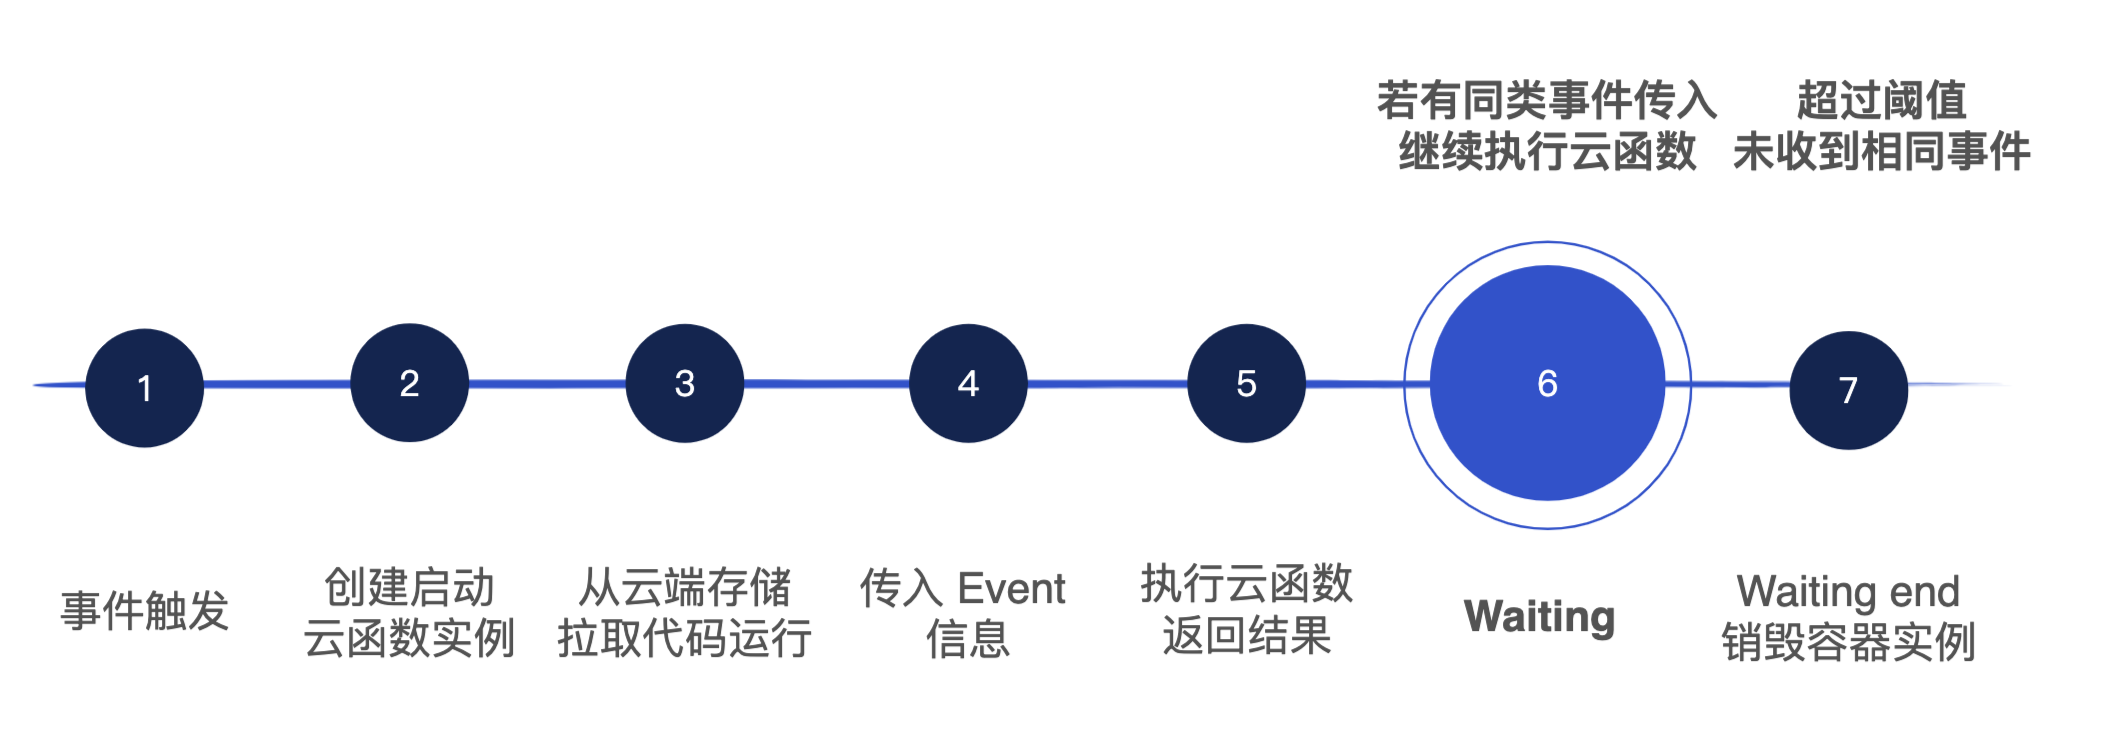 若有同类事件传入
继续执行云函数
超过阈值
未收到相同事件
1
2
3
4
5
6
7
事件触发
创建启动
云函数实例
从云端存储
拉取代码运行
传入 Event
信息
执行云函数
返回结果
Waiting
Waiting end
销毁容器实例